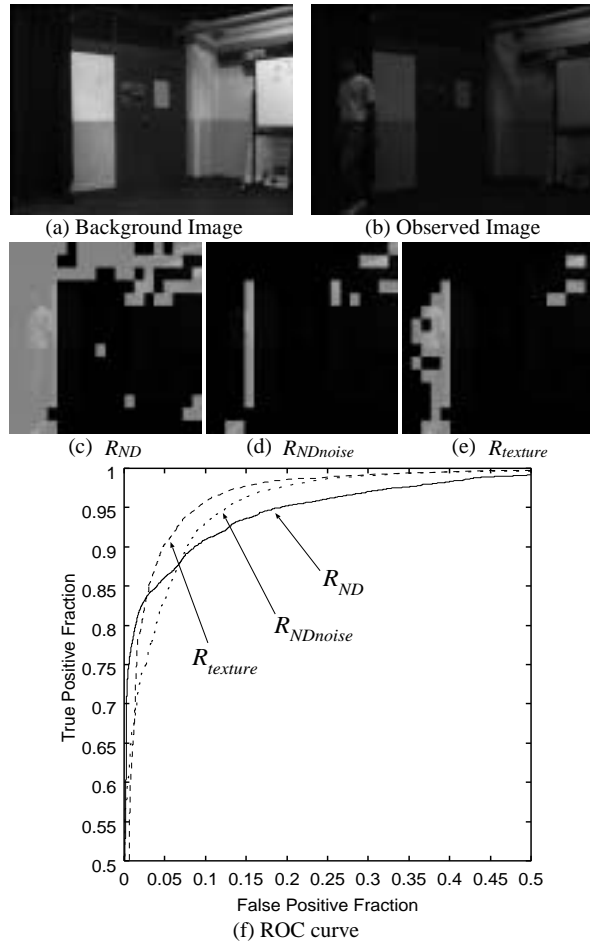 (a) Background Image
(b) Observed Image
(c) R_ND
(d) R_NDnoise
(e) R_texture
1
0.95
0.9
0.85
0.8
0.75
0.7
0.65
0.6
0.55
0.5
True Positive Fraction
R_ND
R_NDnoise
R_texture
0 0.05 0.1 0.15 0.2 0.25 0.3 0.35 0.4 0.45 0.5
False Positive Fraction
(f) ROC curve